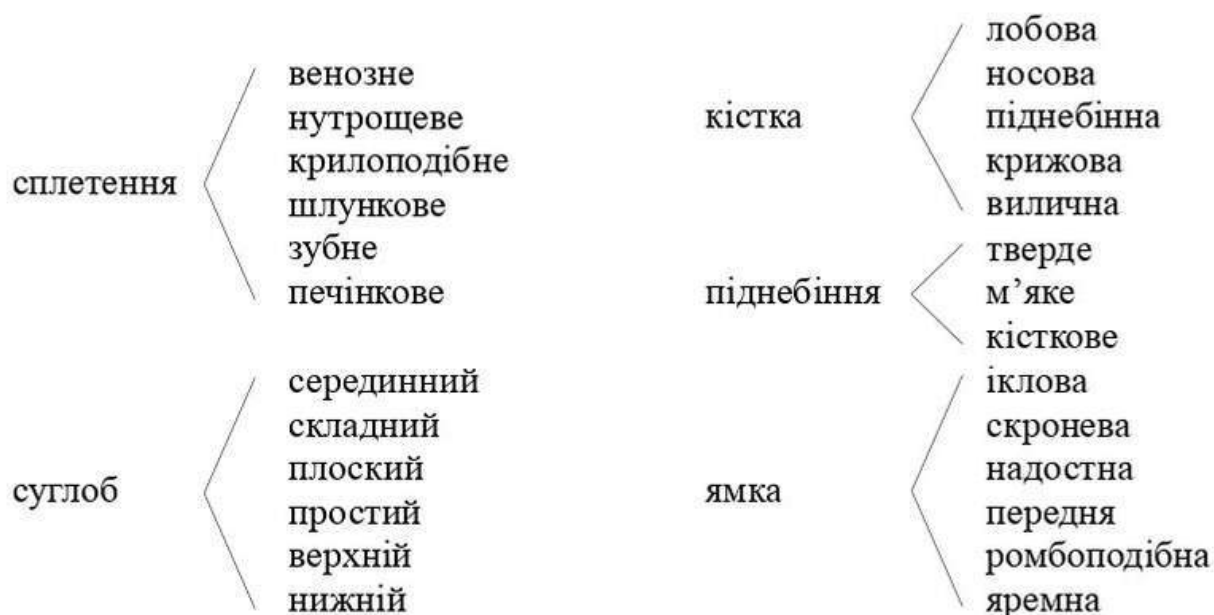 сплетення
венозне
нутрощеве
крилоподібне
шлункове
зубне
печінкове
суглоб
серединний
складний
плоский
простий
верхній
нижній
кістка
лобова
носова
піднебінна
крижова
вилична
піднебіння
тверде
м’яке
кісткове
ямка
іклова
скронева
надостна
передня
ромбоподібна
яремна